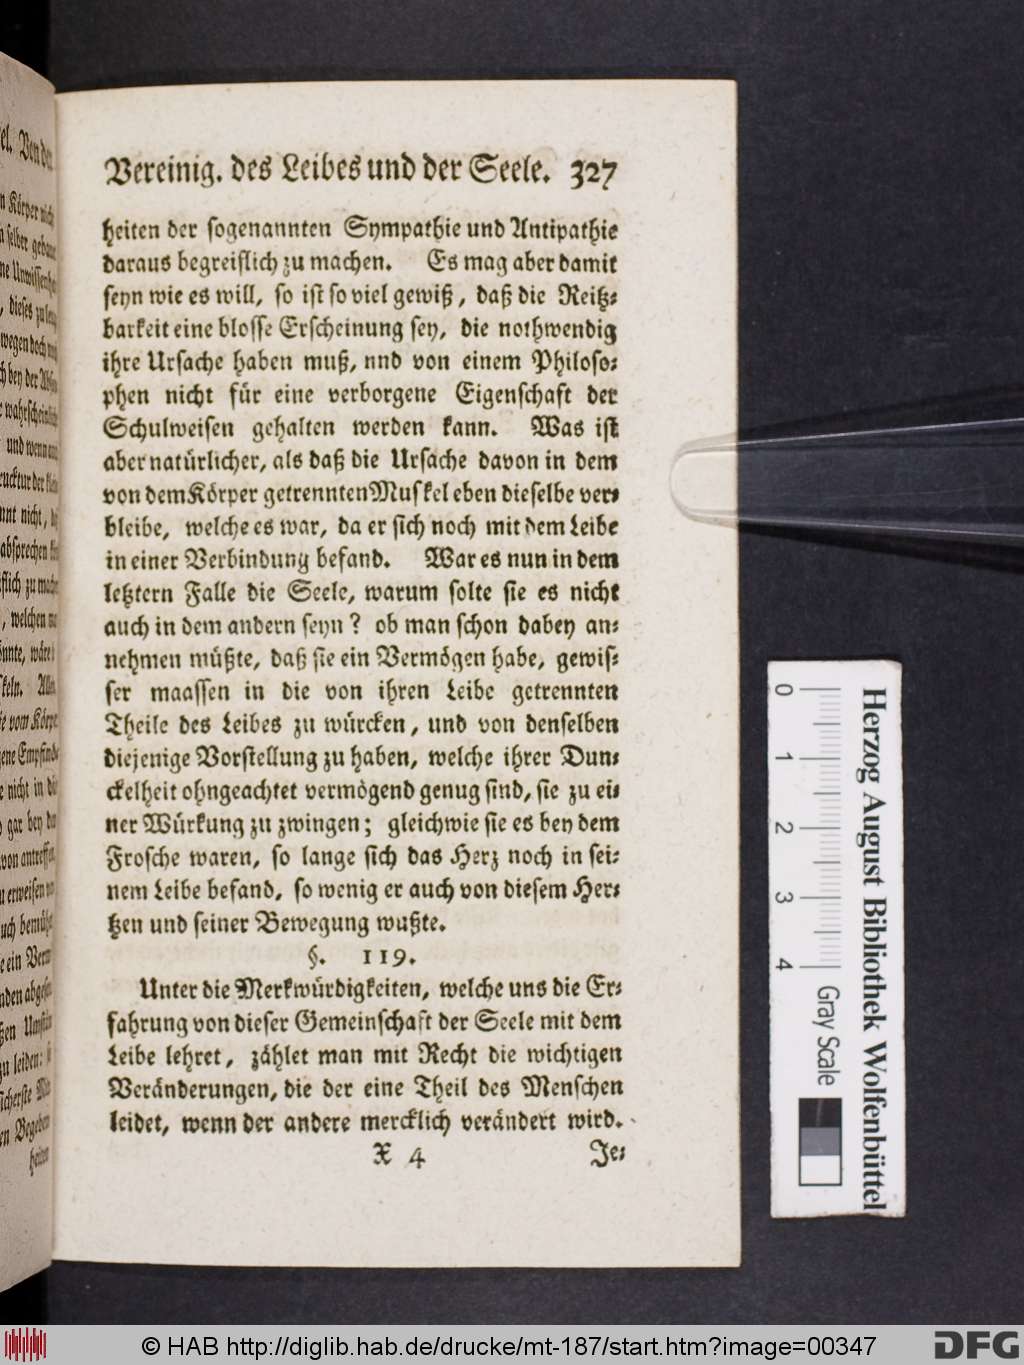 Vereinig. des Leibes und der Seele. 327
heiten der sogenannten Sympathie und Antipathie
daraus begreiflich zu machen. Es mag aber damit
seyn wie es will, so ist so viel gewiß, daß die Reitz-
barkeit eine blosse Erscheinung sey, die nothwendig
ihre Ursache haben muß, nnd von einem Philoso-
phen nicht für eine verborgene Eigenschaft der
Schulweisen gehalten werden kann. Was ist
aber natürlicher, als daß die Ursache davon in dem
von dem Körper getrennten Muskel eben dieselbe ver-
bleibe, welche es war, da er sich noch mit dem Leibe
in einer Verbindung befand. War es nun in dem
letztern Falle die Seele, warum solte sie es nicht
auch in dem andern seyn? ob man schon dabey an-
nehmen müßte, daß sie ein Vermögen habe, gewis-
ser maassen in die von ihren Leibe getrennten
Theile des Leibes zu würcken, und von denselben
diejenige Vorstellung zu haben, welche ihrer Dun-
ckelheit ohngeachtet vermögend genug sind, sie zu ei-
ner Würkung zu zwingen; gleichwie sie es bey dem
Frosche waren, so lange sich das Herz noch in sei-
nem Leibe befand, so wenig er auch von diesem Her-
tzen und seiner Bewegung wußte.
§. 119.
Unter die Merkwürdigkeiten, welche uns die Er-
fahrung von dieser Gemeinschaft der Seele mit dem
Leibe lehret, zählet man mit Recht die wichtigen
Veränderungen, die der eine Theil des Menschen
leidet, wenn der andere mercklich verändert wird.
X 4 Je-
0 1 2 3 4 Gray Scale
Herzog August Bibliothek Wolfenbüttel
© HAB http://diglib.hab.de/drucke/mt-187/start.htm?image=00347
DFG